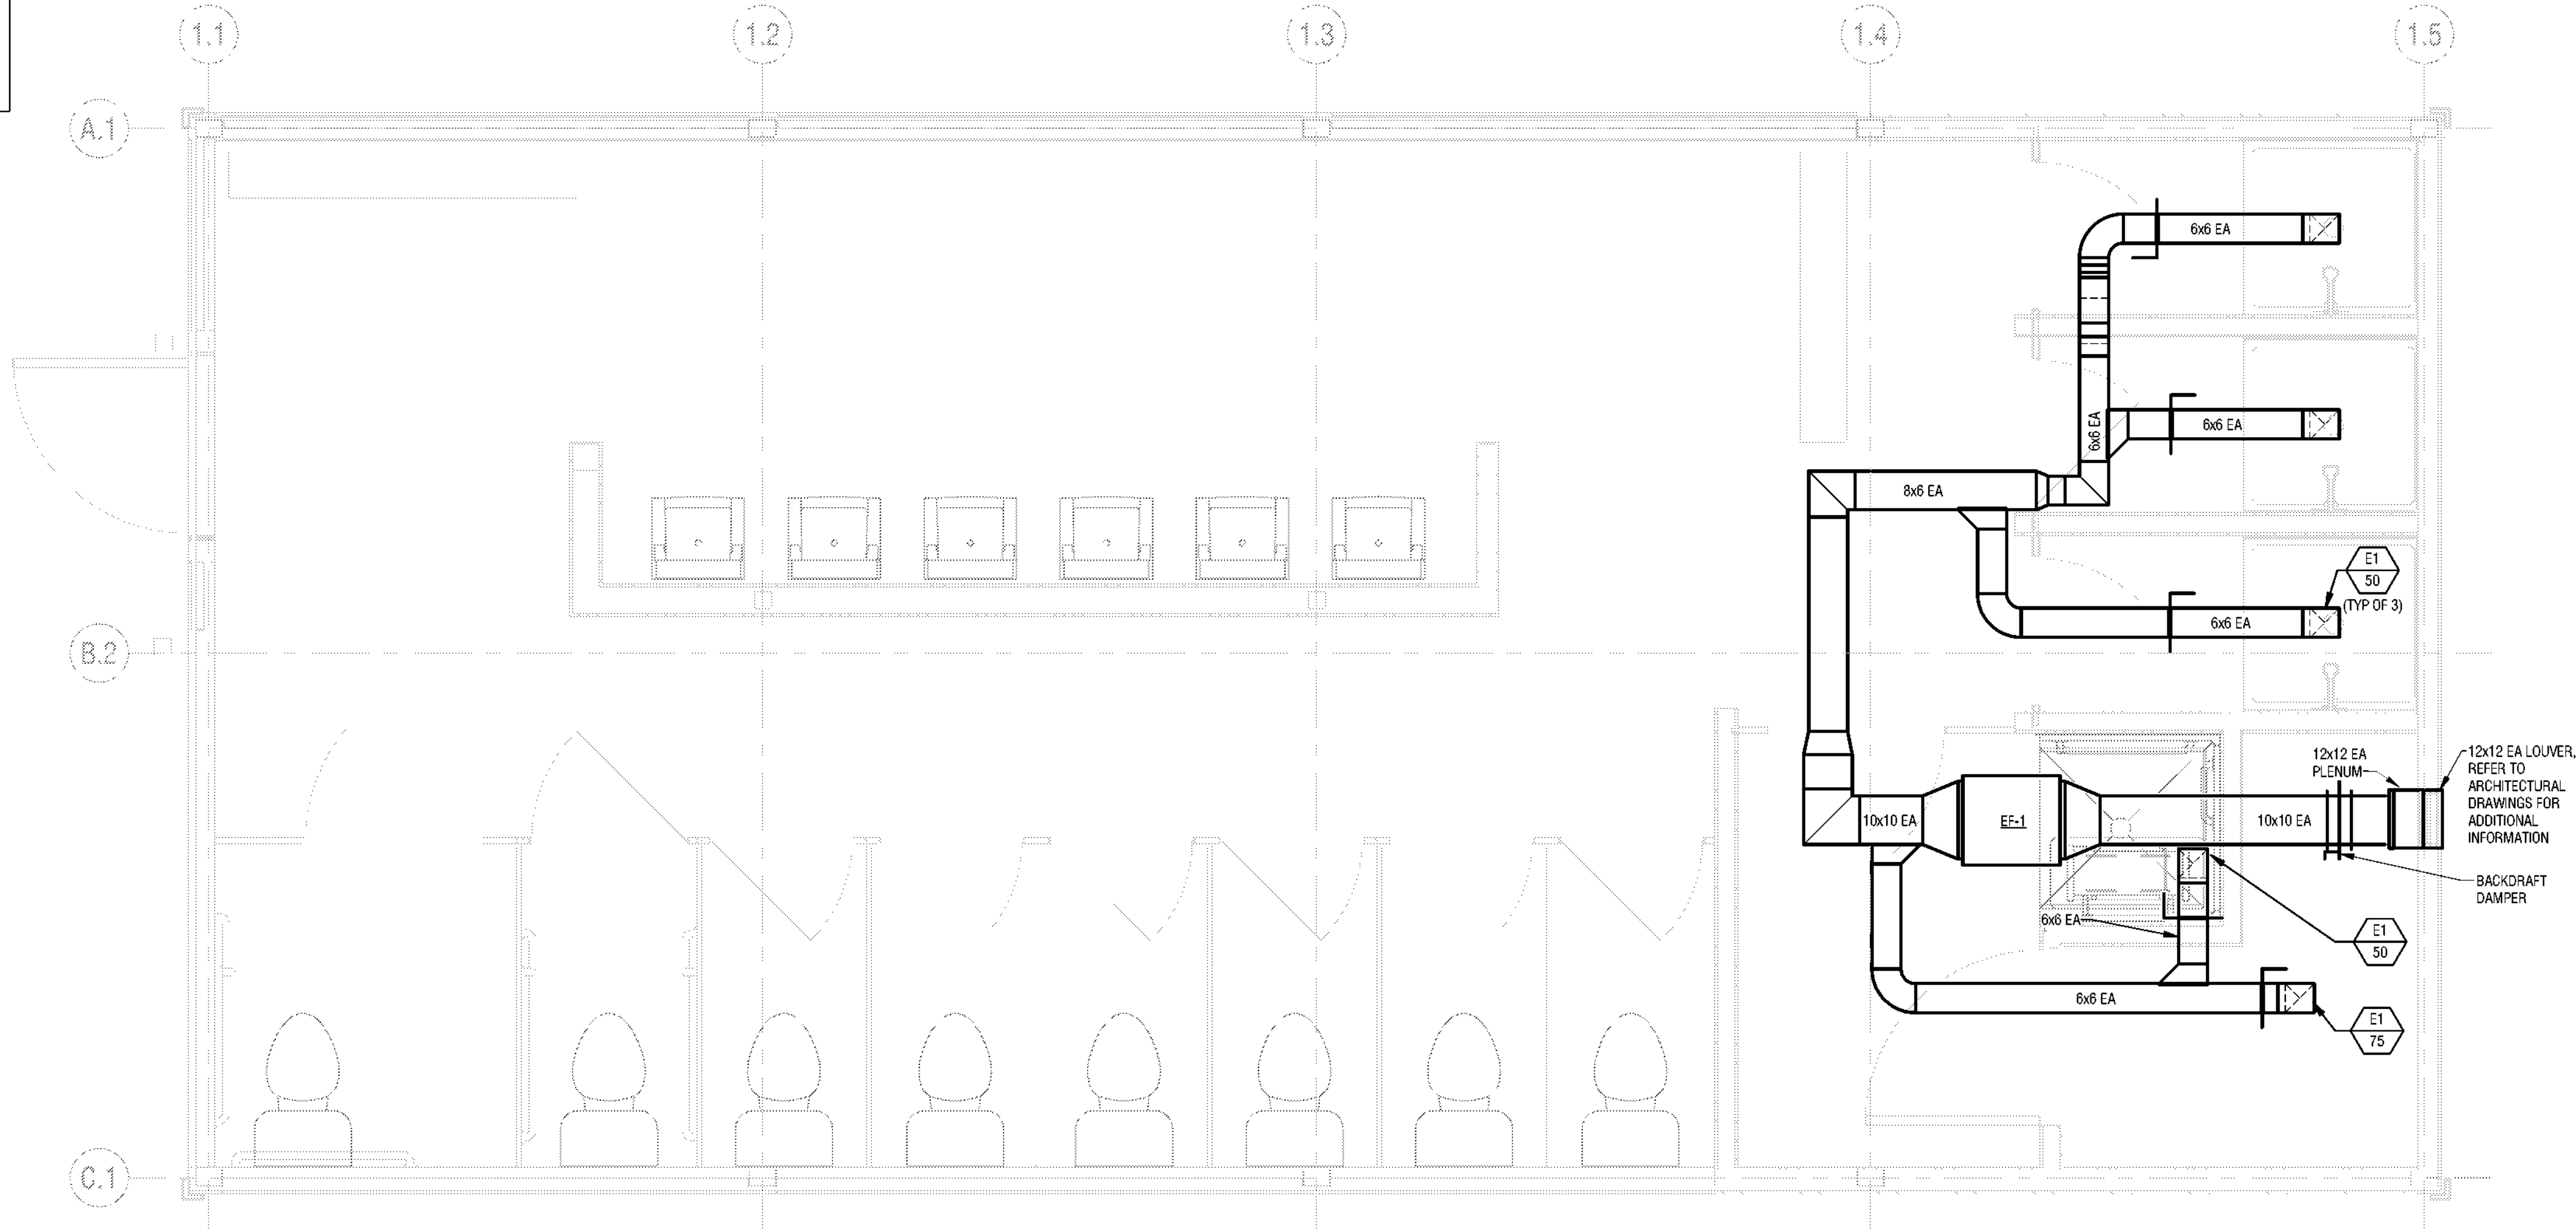 1.1
1.2
1.3
1.4
1.5
A.1
6x6 EA
6x6 EA
6x6 EA
8x6 EA
E1
50
(TYP OF 3)
6x6 EA
B.2
12x12 EA
PLENUM
12x12 EA LOUVER,
REFER TO
ARCHITECTURAL
DRAWINGS FOR
ADDITIONAL
INFORMATION
10x10 EA
EF-1
10x10 EA
BACKDRAFT
DAMPER
6x6 EA
E1
50
6x6 EA
E1
75
C.1